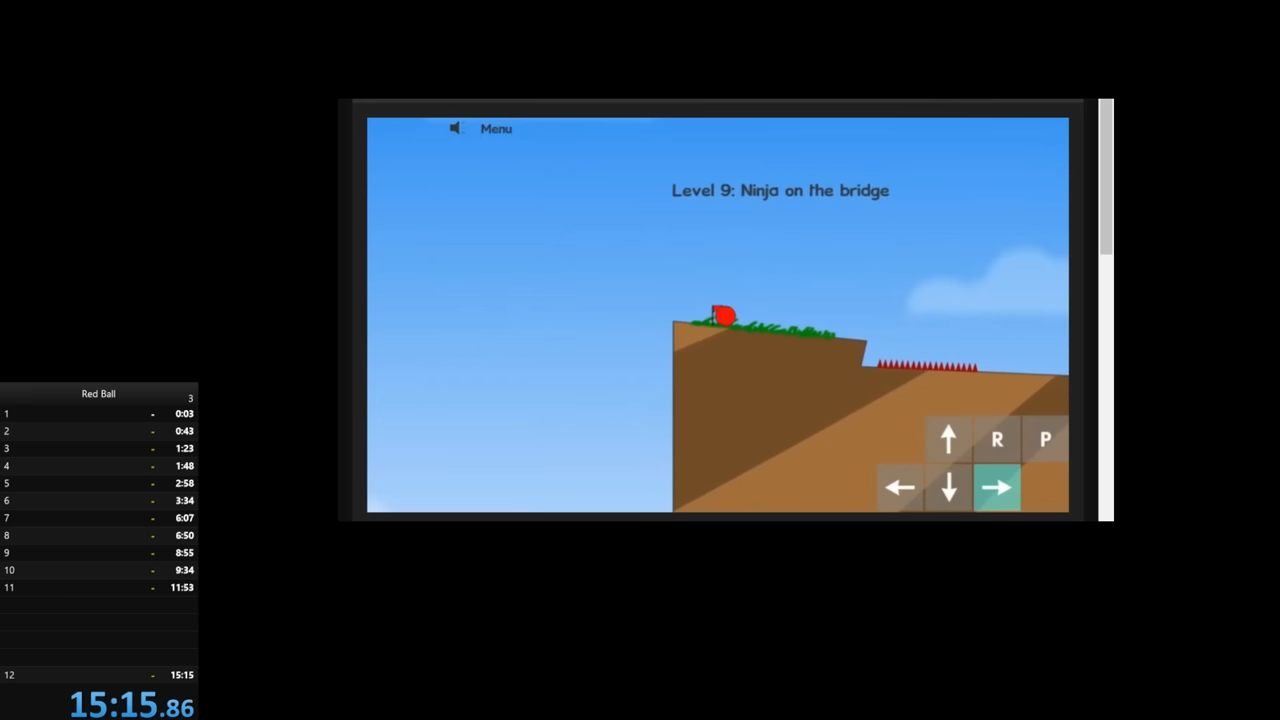 Menu
Level 9: Ninja on the bridge
R P
Red Ball 3
1 - 0:03
2 - 0:43
3 - 1:23
4 - 1:48
5 - 2:58
6 - 3:34
7 - 6:07
8 - 6:50
9 - 8:55
10 - 9:34
11 - 11:53
12 - 15:15
15:15.86